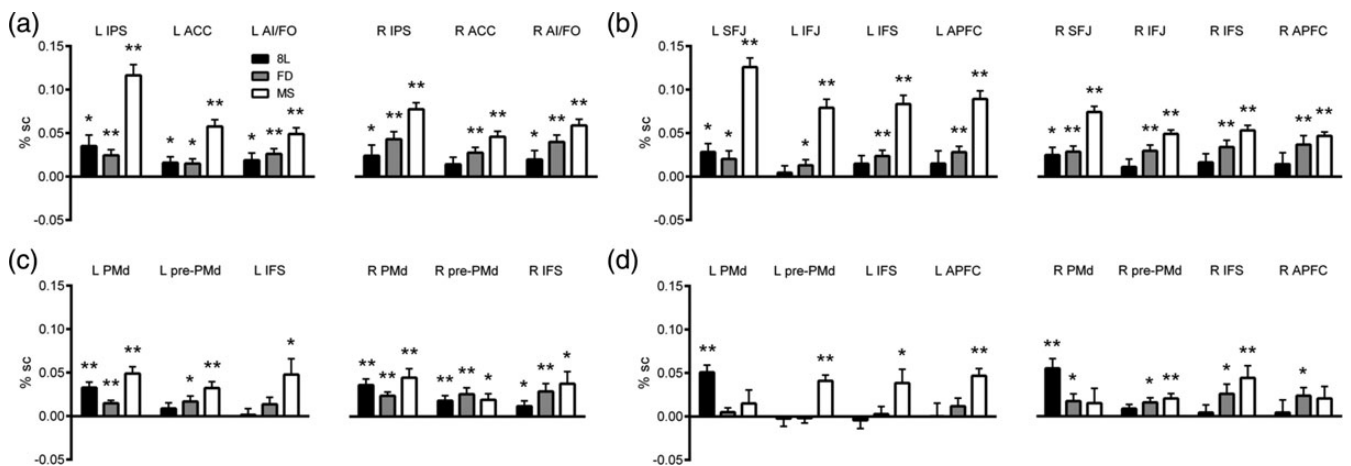 (a)
L IPS L ACC L AI/FO R IPS R ACC R AI/FO
0.15
0.10
0.05
0.00
-0.05
% sc
8L
FD
MS
* ** ** * * ** * ** ** * ** ** ** ** * ** **
(b)
L SFJ L IFJ L IFS L APFC R SFJ R IFJ R IFS R APFC
0.15
0.10
0.05
0.00
-0.05
% sc
* * ** * ** ** ** ** ** * ** ** ** ** ** ** * **
(c)
L PMd L pre-PMd L IFS R PMd R pre-PMd R IFS
0.15
0.10
0.05
0.00
-0.05
% sc
** ** ** * ** * ** ** ** ** ** * * ** *
(d)
L PMd L pre-PMd L IFS L APFC R PMd R pre-PMd R IFS R APFC
0.15
0.10
0.05
0.00
-0.05
% sc
** ** * ** ** * * ** * ** *